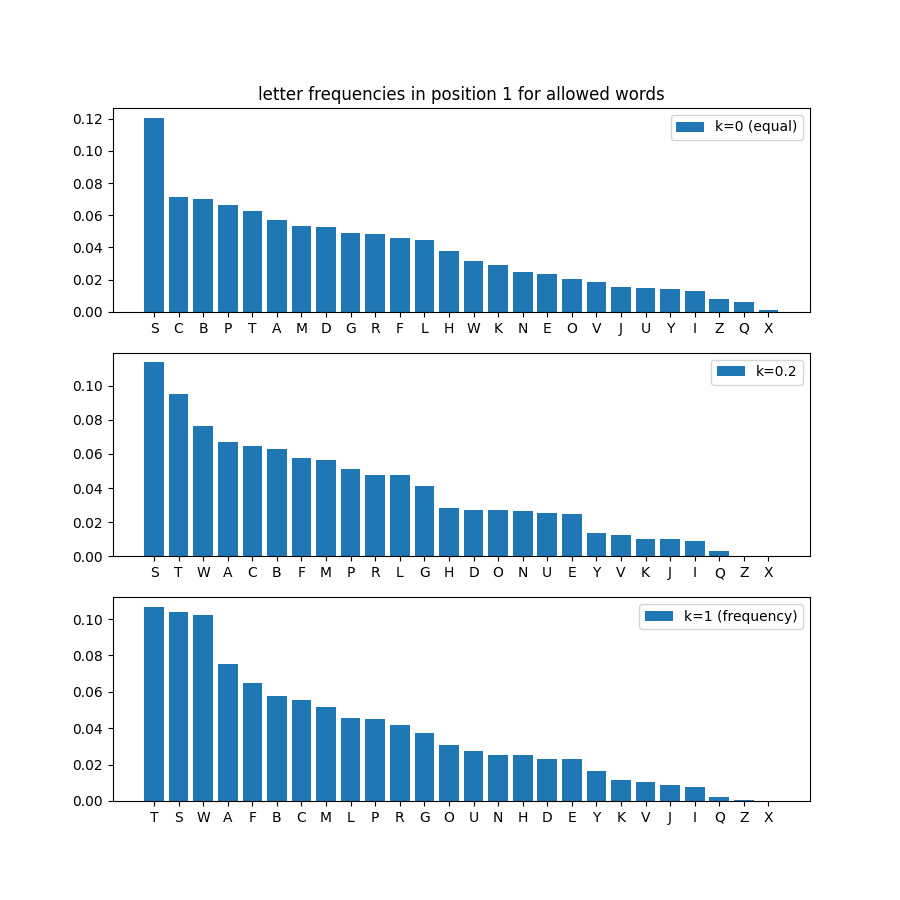 letter frequencies in position 1 for allowed words
k=0 (equal)
0.12
0.10
0.08
0.06
0.04
0.02
0.00
S C B P T A M D G R F L H W K N E O V J U Y I Z Q X
k=0.2
0.10
0.08
0.06
0.04
0.02
0.00
S T W A C B F M P R L G H D O N U E Y V K J I Q Z X
k=1 (frequency)
0.10
0.08
0.06
0.04
0.02
0.00
T S W A F B C M L P R G O U N H D E Y K V J I Q Z X